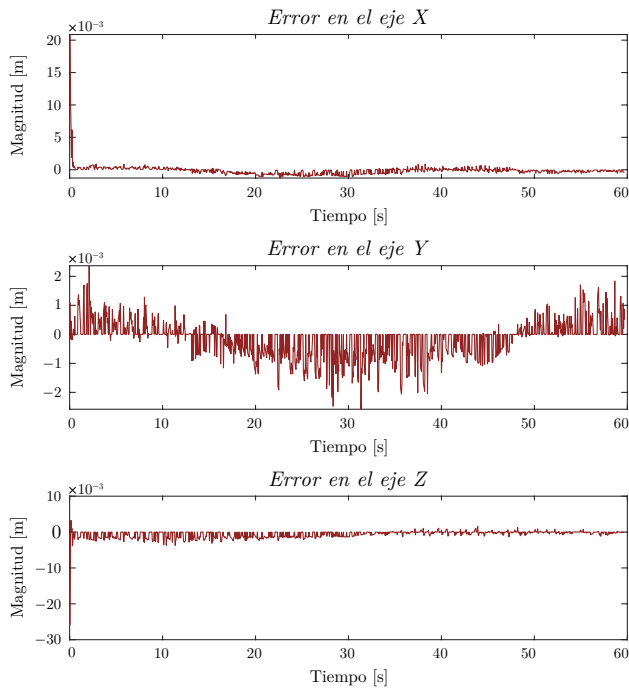 Error en el eje X
×10⁻³
Magnitud [m]
20
15
10
5
0
0 10 20 30 40 50 60
Tiempo [s]
Error en el eje Y
×10⁻³
Magnitud [m]
2
1
0
−1
−2
0 10 20 30 40 50 60
Tiempo [s]
Error en el eje Z
×10⁻³
Magnitud [m]
10
0
−10
−20
−30
0 10 20 30 40 50 60
Tiempo [s]